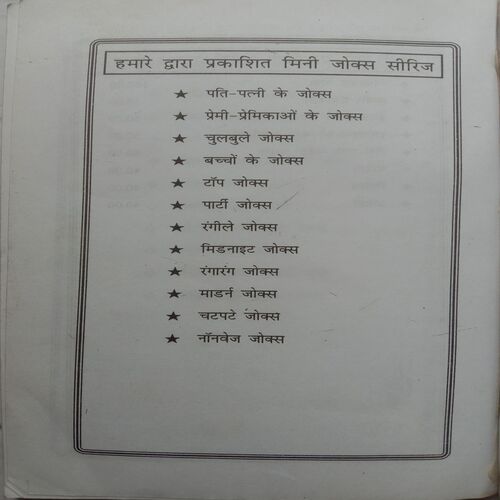 हमारे द्वारा प्रकाशित मिनी जोक्स सीरिज
★ पति-पत्नी के जोक्स
★ प्रेमी-प्रेमिकाओं के जोक्स
★ चुलबुले जोक्स
★ बच्चों के जोक्स
★ टॉप जोक्स
★ पार्टी जोक्स
★ रंगीले जोक्स
★ मिडनाइट जोक्स
★ रंगारंग जोक्स
★ माडर्न जोक्स
★ चटपटे जोक्स
★ नॉनवेज जोक्स